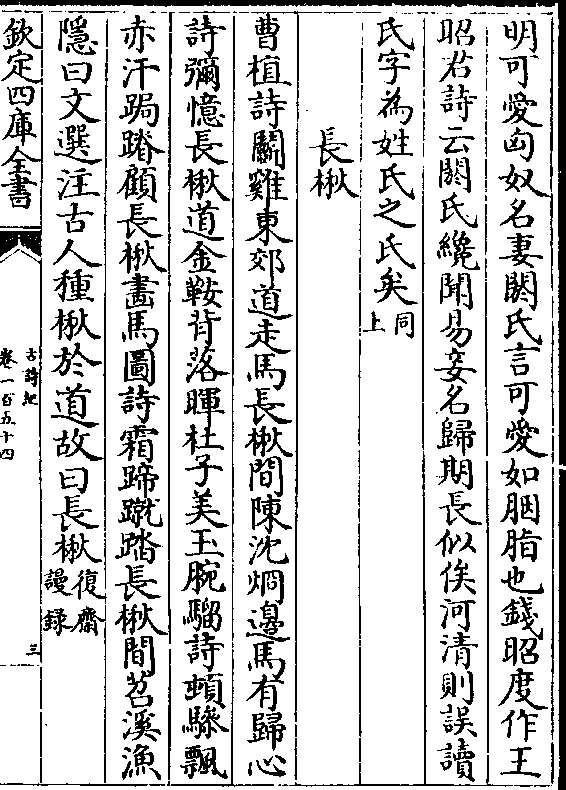 明可愛匈奴名妻閼氏言可愛如胭脂也錢昭度作王
昭君詩云閼氏纔聞易妾名歸期長似俟河清則誤讀
氏字為姓氏之氏矣同上
長楸
曹植詩鬬雞東郊道走馬長楸間陳沈烱邊馬有歸心
詩彌憶長楸道金鞍背落暉杜子美玉腕騮詩頓驂飄
赤汗跼蹐顧長楸畫馬圖詩霜蹄蹴踏長楸間苕溪漁
隱曰文選注古人種楸於道故曰長楸復齋謾録
欽定四庫全書
古詩紀
卷一百五十四
三